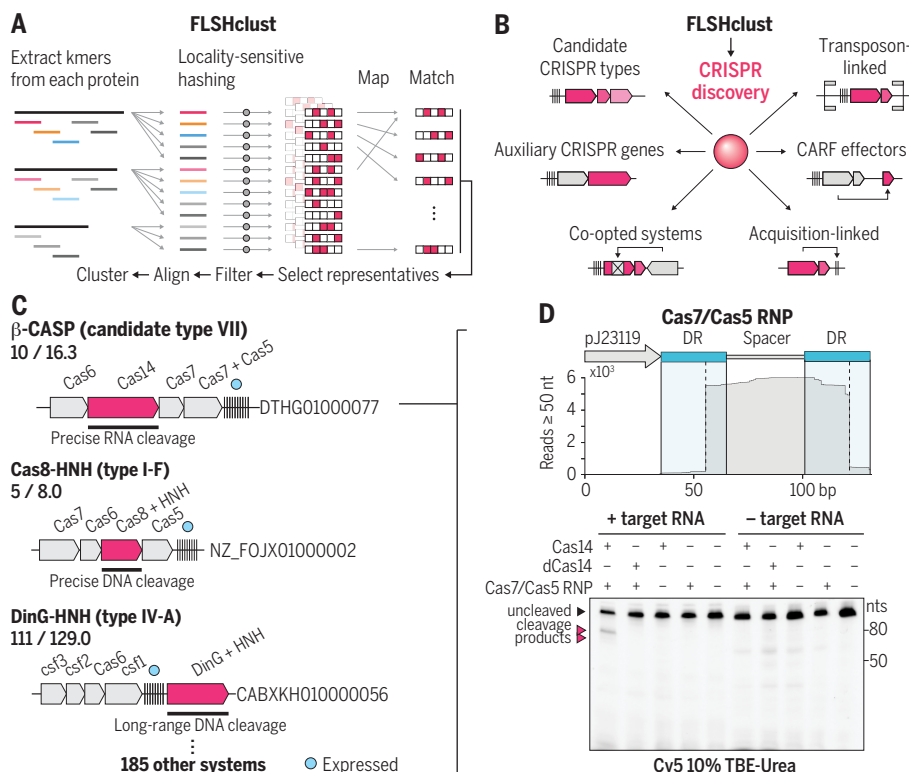 A
FLSHclust
Extract kmers
from each protein
Locality-sensitive
hashing
Map
Match
Cluster
Align
Filter
Select representatives
B
FLSHclust
Candidate
CRISPR types
CRISPR
discovery
Transposon-
linked
Auxiliary CRISPR genes
CARF effectors
Co-opted systems
Acquisition-linked
C
β-CASP (candidate type VII)
10 / 16.3
Cas6
Cas14
Cas7
Cas7 + Cas5
DTHG01000077
Precise RNA cleavage
Cas8-HNH (type I-F)
5 / 8.0
Cas7
Cas6
Cas8 + HNH
Cas5
NZ_FOJX01000002
Precise DNA cleavage
DinG-HNH (type IV-A)
111 / 129.0
csf3
csf2
Cas6
csf1
DinG + HNH
CABXKH010000056
Long-range DNA cleavage
185 other systems
Expressed
D
Cas7/Cas5 RNP
pJ23119
DR
Spacer
DR
x10³
Reads ≥ 50 nt
6
4
2
0
0
50
100 bp
+ target RNA
– target RNA
Cas14 + – – – – + – + – –
dCas14 – + – – – – + – – –
Cas7/Cas5 RNP + + – + – + + – + –
uncleaved
cleavage
products
nts
80
50
Cy5 10% TBE-Urea